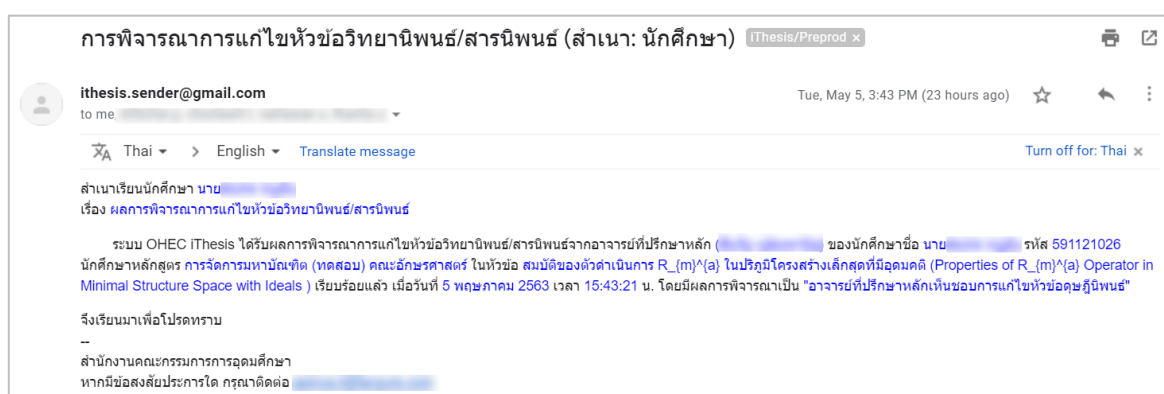 การพิจารณาการแก้ไขหัวข้อวิทยานิพนธ์/สารนิพนธ์ (สำเนา: นักศึกษา) iThesis/Preprod ×
ithesis.sender@gmail.com Tue, May 5, 3:43 PM (23 hours ago)
to me
Thai > English Translate message Turn off for: Thai ×
สำเนาเรียนนักศึกษา นาย
เรื่อง ผลการพิจารณาการแก้ไขหัวข้อวิทยานิพนธ์/สารนิพนธ์
ระบบ OHEC iThesis ได้รับผลการพิจารณาการแก้ไขหัวข้อวิทยานิพนธ์/สารนิพนธ์จากอาจารย์ที่ปรึกษาหลัก ( ) ของนักศึกษาชื่อ นาย รหัส 591121026
นักศึกษาหลักสูตร การจัดการมหาบัณฑิต (ทดสอบ) คณะอักษรศาสตร์ ในหัวข้อ สมบัติของตัวดำเนินการ R_{m}^{a} ในปริภูมิโครงสร้างเล็กสุดที่มีอุดมคติ (Properties of R_{m}^{a} Operator in
Minimal Structure Space with Ideals ) เรียบร้อยแล้ว เมื่อวันที่ 5 พฤษภาคม 2563 เวลา 15:43:21 น. โดยมีผลการพิจารณาเป็น "อาจารย์ที่ปรึกษาหลักเห็นชอบการแก้ไขหัวข้อดุษฎีนิพนธ์"
จึงเรียนมาเพื่อโปรดทราบ
--
สำนักงานคณะกรรมการการอุดมศึกษา
หากมีข้อสงสัยประการใด กรุณาติดต่อ